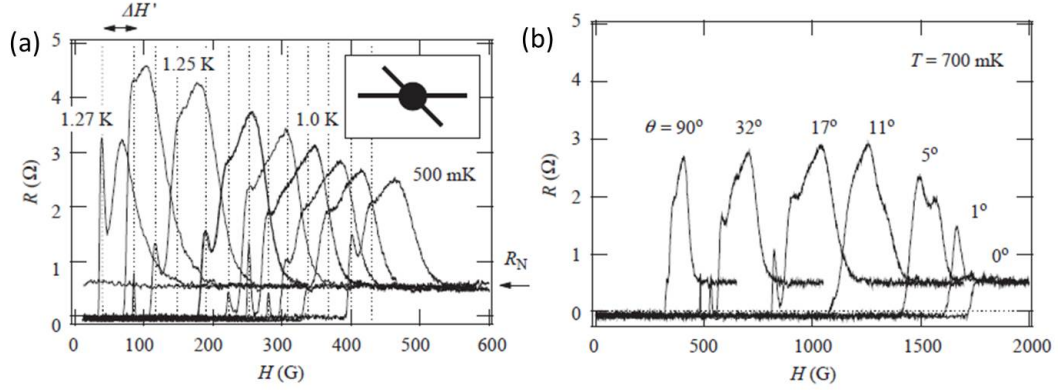 ΔH'
(a)
5
4
3
2
1
0
R (Ω)
1.25 K
1.27 K
1.0 K
500 mK
R_N
0 100 200 300 400 500 600
H (G)
(b)
5
4
3
2
1
0
R (Ω)
T = 700 mK
θ = 90° 32° 17° 11°
5°
1°
0°
0 500 1000 1500 2000
H (G)